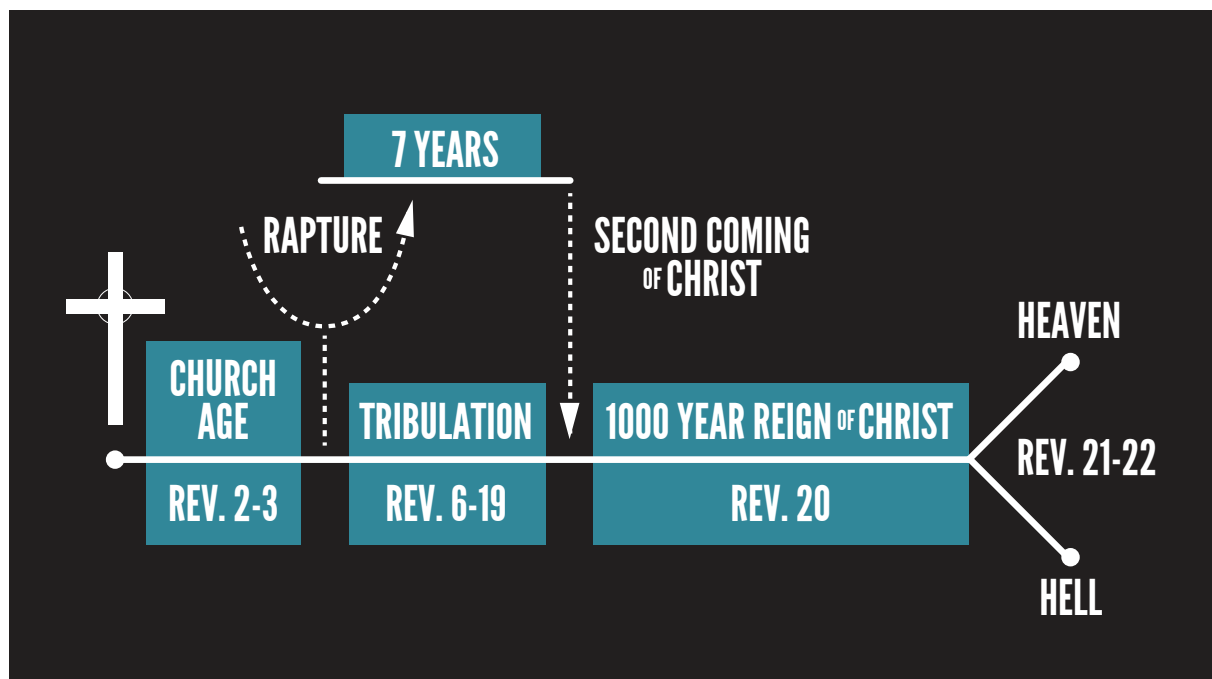 7 YEARS
RAPTURE
SECOND COMING
OF CHRIST
HEAVEN
CHURCH
AGE
TRIBULATION
1000 YEAR REIGN OF CHRIST
REV. 21-22
REV. 2-3
REV. 6-19
REV. 20
HELL